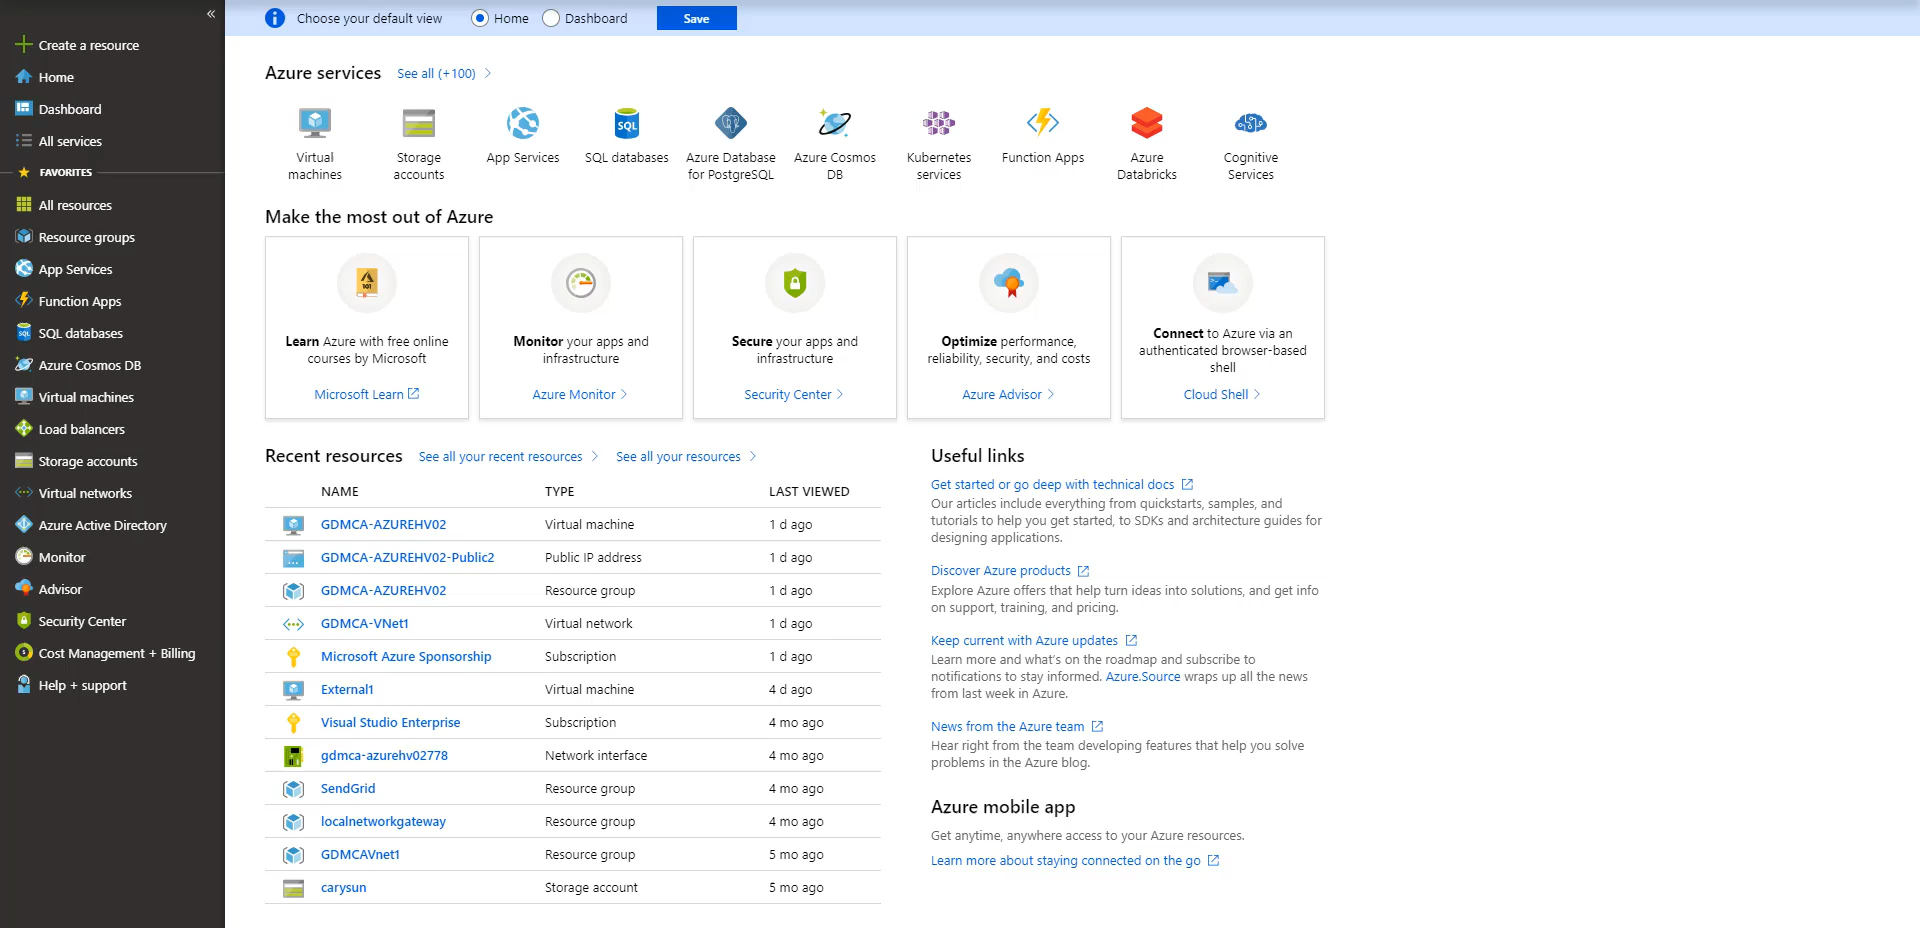 «
Create a resource
Home
Dashboard
All services
FAVORITES
All resources
Resource groups
App Services
Function Apps
SQL databases
Azure Cosmos DB
Virtual machines
Load balancers
Storage accounts
Virtual networks
Azure Active Directory
Monitor
Advisor
Security Center
Cost Management + Billing
Help + support
Choose your default view Home Dashboard Save
Azure services See all (+100)
Virtual
machines
Storage
accounts
App Services
SQL
SQL databases
Azure Database
for PostgreSQL
Azure Cosmos
DB
Kubernetes
services
Function Apps
Azure
Databricks
Cognitive
Services
Make the most out of Azure
101
Learn Azure with free online
courses by Microsoft
Microsoft Learn
Monitor your apps and
infrastructure
Azure Monitor
Secure your apps and
infrastructure
Security Center
Optimize performance,
reliability, security, and costs
Azure Advisor
Connect to Azure via an
authenticated browser-based
shell
Cloud Shell
Recent resources See all your recent resources See all your resources
NAME TYPE LAST VIEWED
GDMCA-AZUREHV02 Virtual machine 1 d ago
GDMCA-AZUREHV02-Public2 Public IP address 1 d ago
GDMCA-AZUREHV02 Resource group 1 d ago
GDMCA-VNet1 Virtual network 1 d ago
Microsoft Azure Sponsorship Subscription 1 d ago
External1 Virtual machine 4 d ago
Visual Studio Enterprise Subscription 4 mo ago
gdmca-azurehv02778 Network interface 4 mo ago
SendGrid Resource group 4 mo ago
localnetworkgateway Resource group 4 mo ago
GDMCAVnet1 Resource group 5 mo ago
carysun Storage account 5 mo ago
Useful links
Get started or go deep with technical docs
Our articles include everything from quickstarts, samples, and
tutorials to help you get started, to SDKs and architecture guides for
designing applications.
Discover Azure products
Explore Azure offers that help turn ideas into solutions, and get info
on support, training, and pricing.
Keep current with Azure updates
Learn more and what's on the roadmap and subscribe to
notifications to stay informed. Azure.Source wraps up all the news
from last week in Azure.
News from the Azure team
Hear right from the team developing features that help you solve
problems in the Azure blog.
Azure mobile app
Get anytime, anywhere access to your Azure resources.
Learn more about staying connected on the go